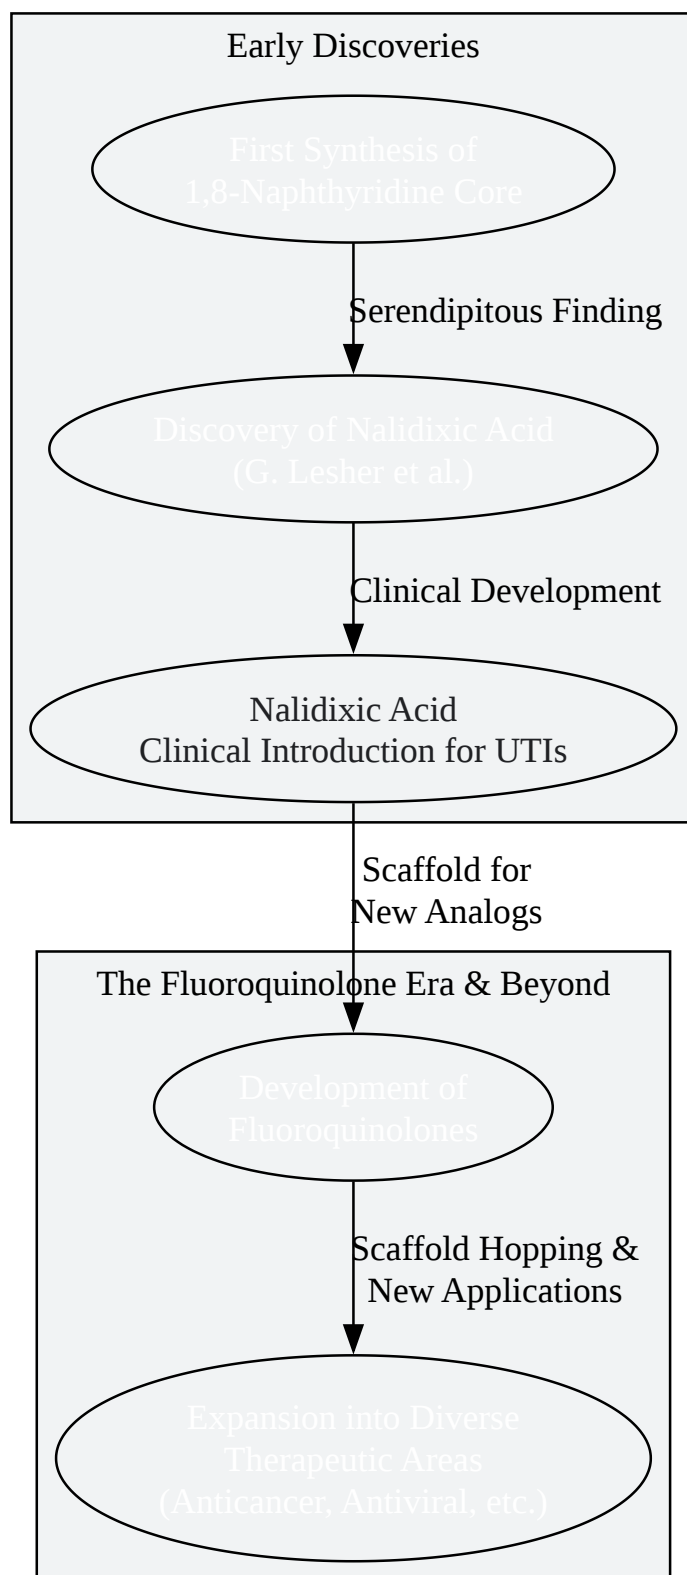 Early Discoveries
First Synthesis of
1,8-Naphthyridine Core
Serendipitous Finding
Discovery of Nalidixic Acid
(G. Lesher et al.)
Clinical Development
Nalidixic Acid
Clinical Introduction for UTIs
Scaffold for
New Analogs
The Fluoroquinolone Era & Beyond
Development of
Fluoroquinolones
Scaffold Hopping &
New Applications
Expansion into Diverse
Therapeutic Areas
(Anticancer, Antiviral, etc.)